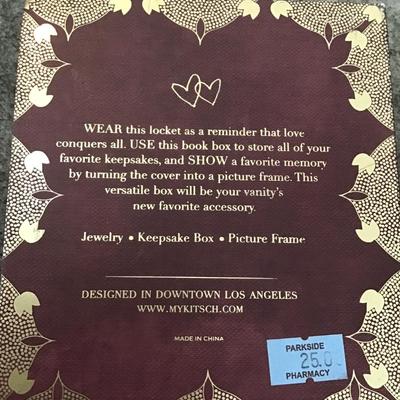 WEAR this locket as a reminder that love
conquers all. USE this book box to store all of your
favorite keepsakes, and SHOW a favorite memory
by turning the cover into a picture frame. This
versatile box will be your vanity's
new favorite accessory.
Jewelry • Keepsake Box • Picture Frame
DESIGNED IN DOWNTOWN LOS ANGELES
WWW.MYKITSCH.COM
MADE IN CHINA
PARKSIDE
25.0
PHARMACY